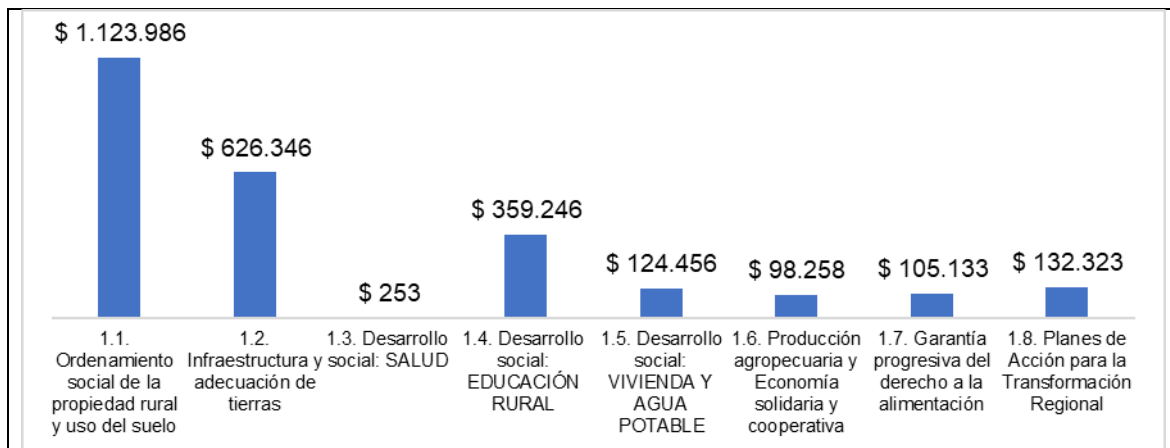 $ 1.123.986
$ 626.346
$ 253
$ 359.246
$ 124.456
$ 98.258
$ 105.133
$ 132.323
1.1.
Ordenamiento
social de la
propiedad rural
y uso del suelo
1.2.
Infraestructura y
adecuación de
tierras
1.3. Desarrollo
social: SALUD
1.4. Desarrollo
social:
EDUCACIÓN
RURAL
1.5. Desarrollo
social:
VIVIENDA Y
AGUA
POTABLE
1.6. Producción
agropecuaria y
Economía
solidaria y
cooperativa
1.7. Garantía
progresiva del
derecho a la
alimentación
1.8. Planes de
Acción para la
Transformación
Regional